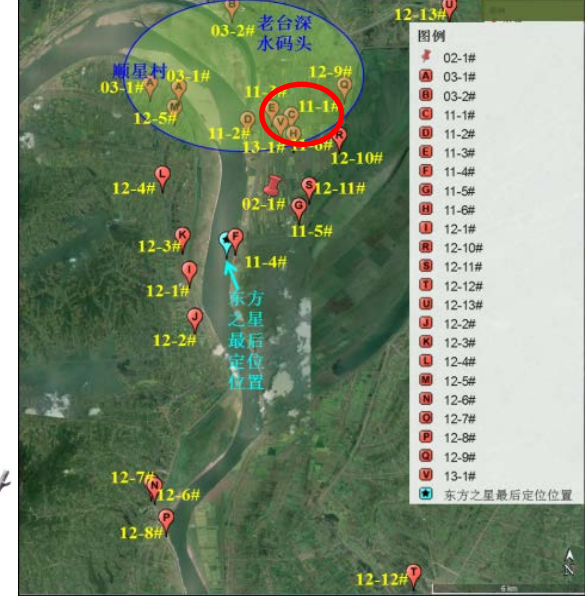 B
03-2#
老台深
水码头
12-13#
U
顺星村
03-1#
A
03-1#
A
M
12-5#
12-9#
Q
E
C
11-1#
V
D
H
11-2#
13-1#
11-6#
R
12-10#
L
12-4#
02-1#
S
12-11#
G
11-5#
K
12-3#
F
11-4#
I
12-1#
J
12-2#
东方
之星
最后
定位
位置
12-7#
N
12-6#
P
12-8#
12-12#
T
N
6 km
图例
02-1#
A 03-1#
B 03-2#
C 11-1#
D 11-2#
E 11-3#
F 11-4#
G 11-5#
H 11-6#
I 12-1#
R 12-10#
S 12-11#
T 12-12#
U 12-13#
J 12-2#
K 12-3#
L 12-4#
M 12-5#
N 12-6#
O 12-7#
P 12-8#
Q 12-9#
V 13-1#
东方之星最后定位位置